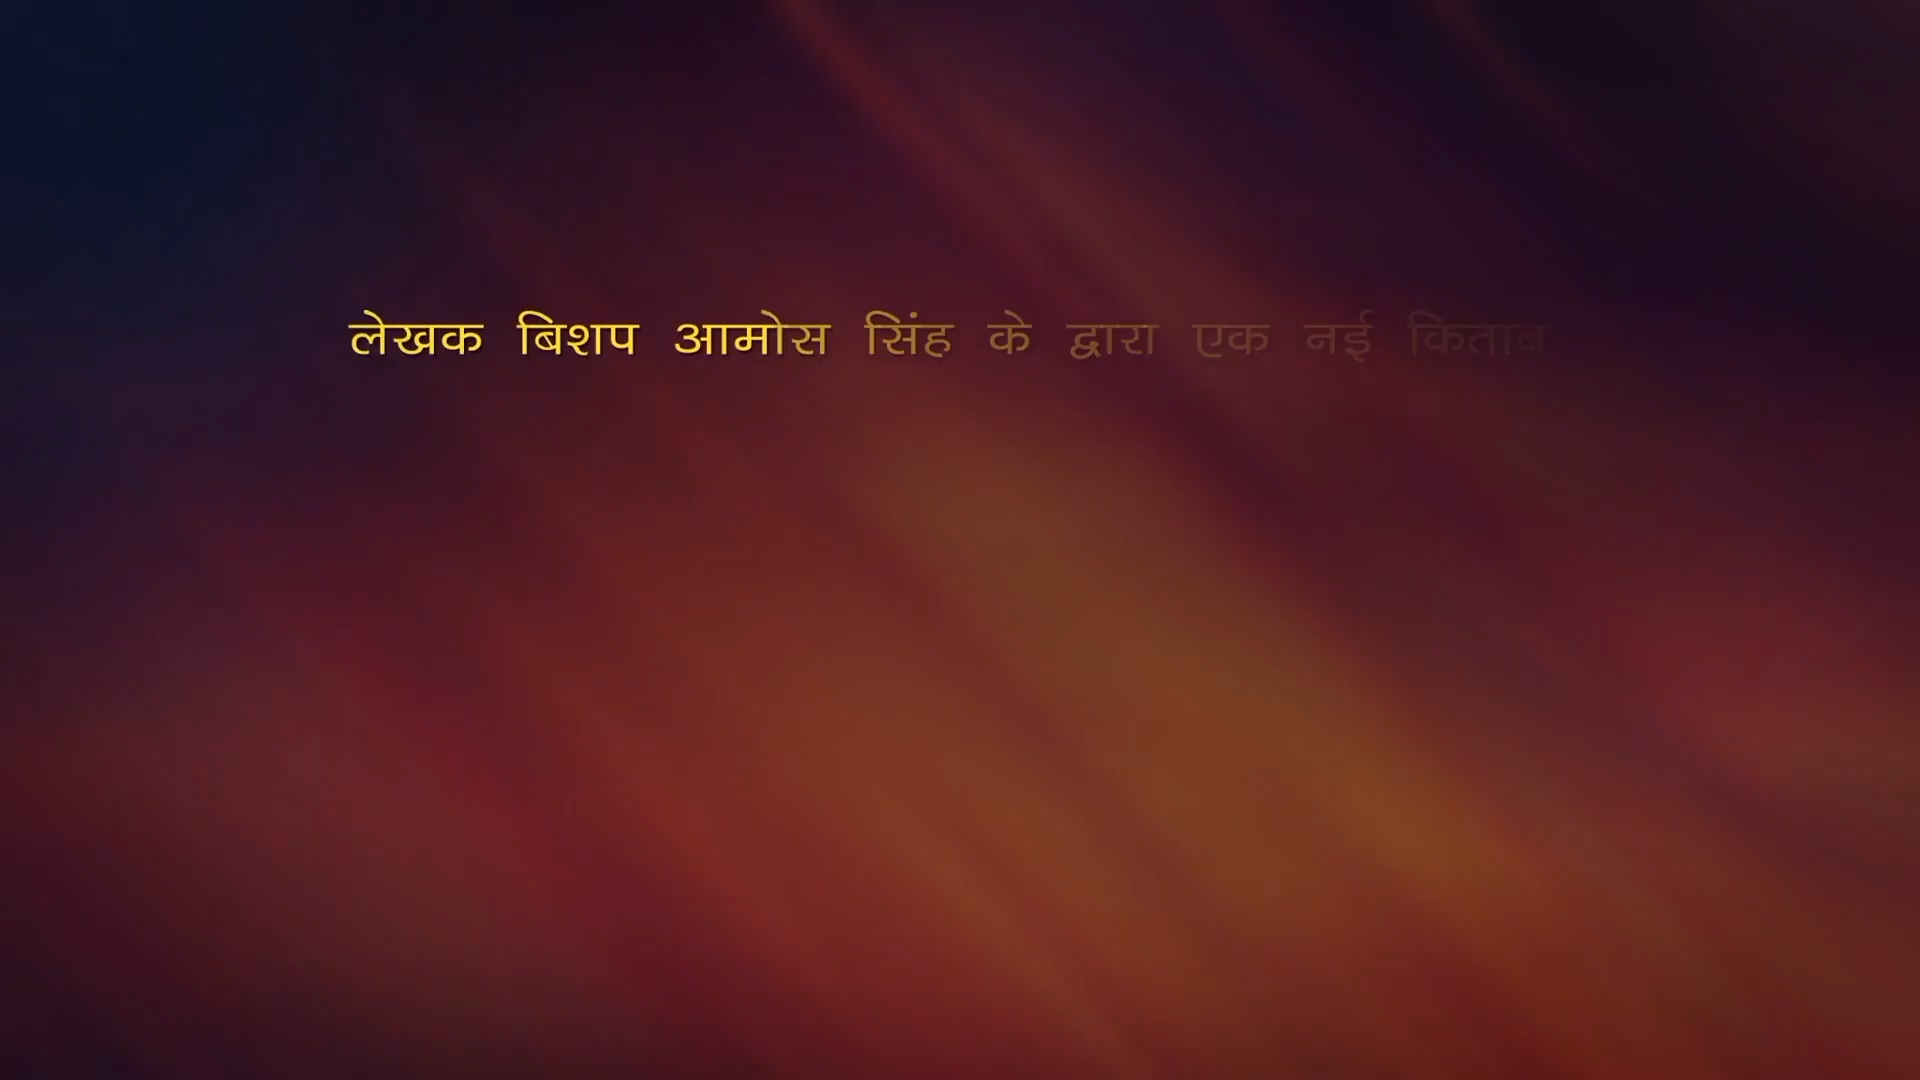 लेखक बिशप आमोस सिंह के द्वारा एक नई किताब